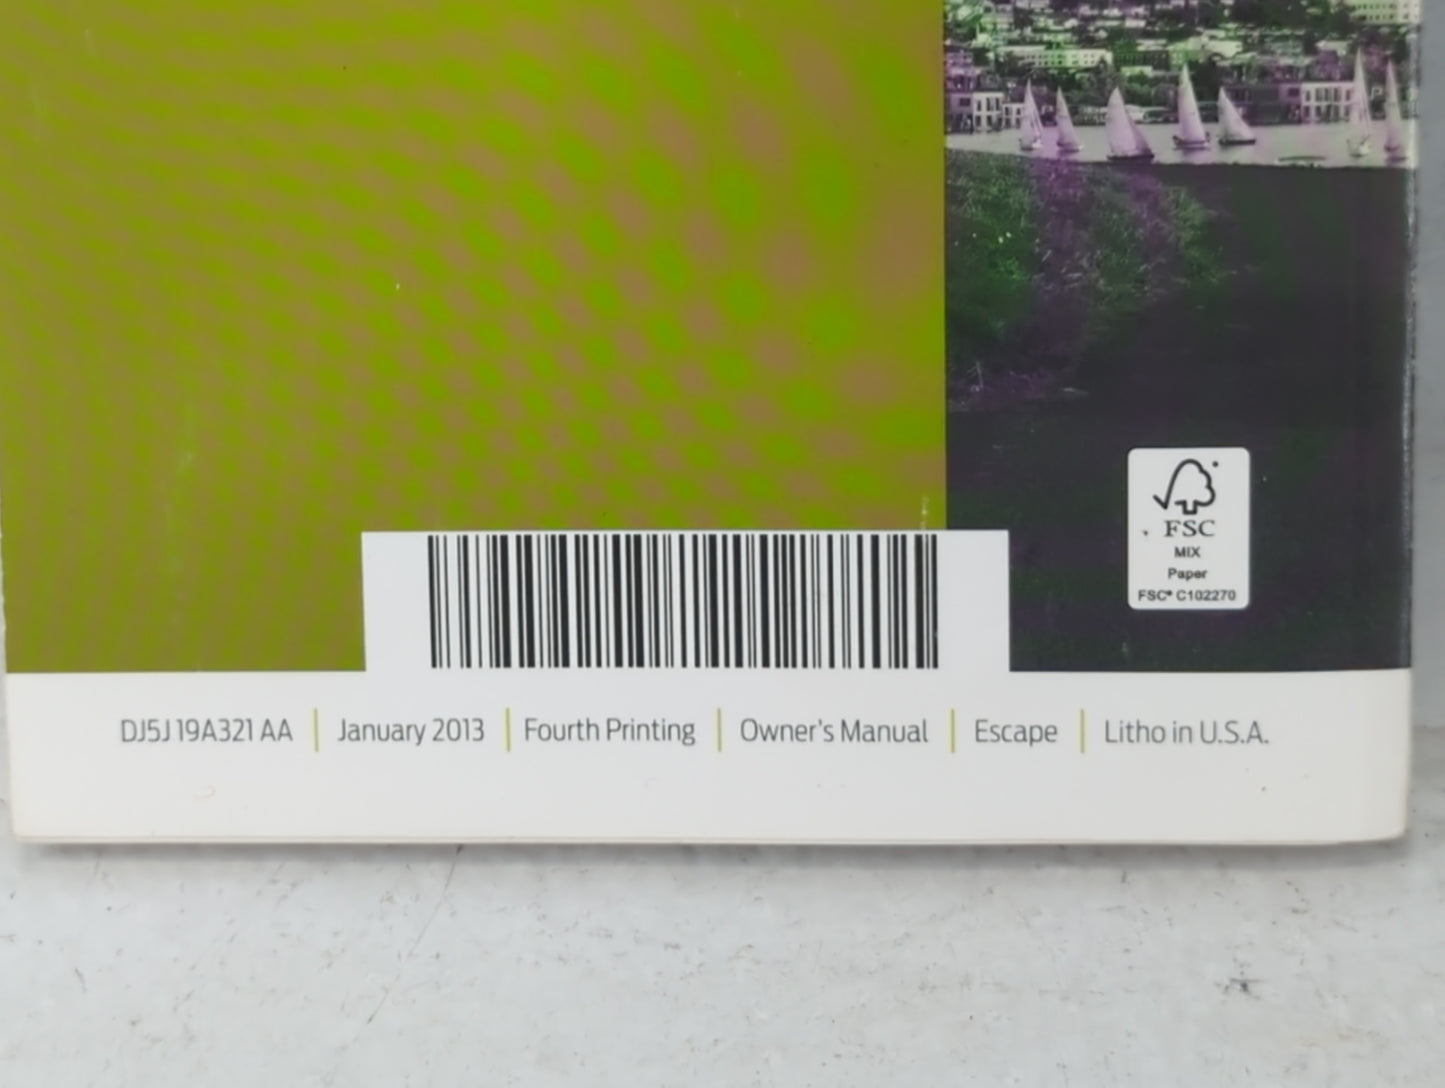 FSC
MIX
Paper
FSC® C102270
DJ5J 19A321 AA | January 2013 | Fourth Printing | Owner's Manual | Escape | Litho in U.S.A.